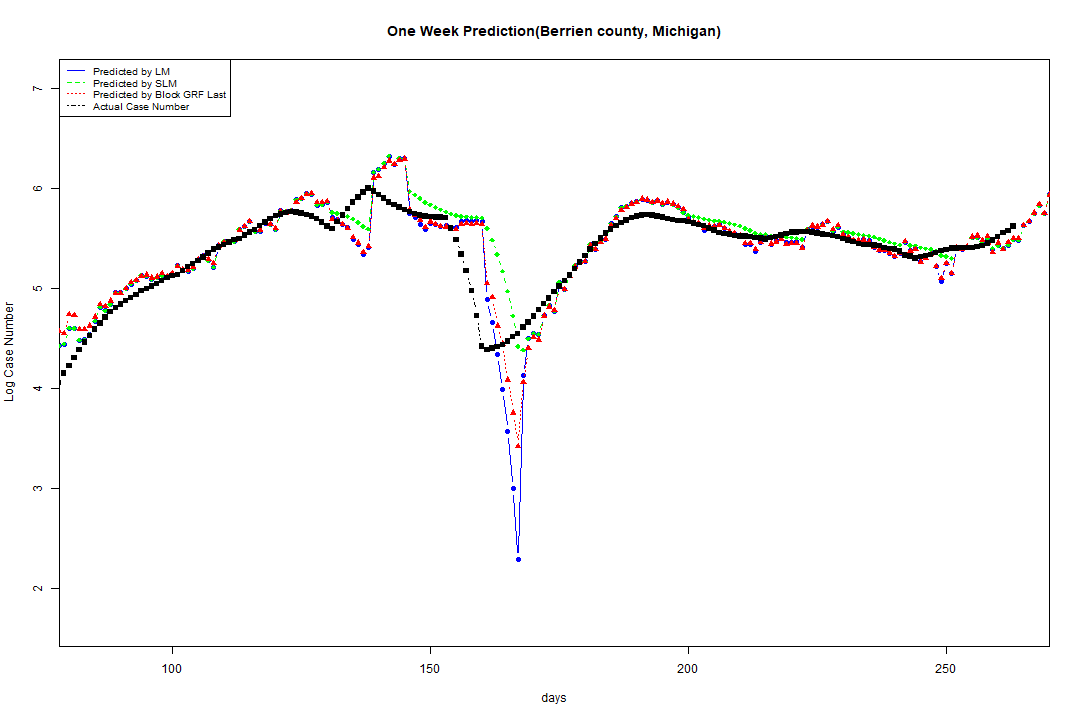 One Week Prediction(Berrien county, Michigan)
Predicted by LM
Predicted by SLM
Predicted by Block GRF Last
Actual Case Number
7
6
5
4
3
2
Log Case Number
100 150 200 250
days